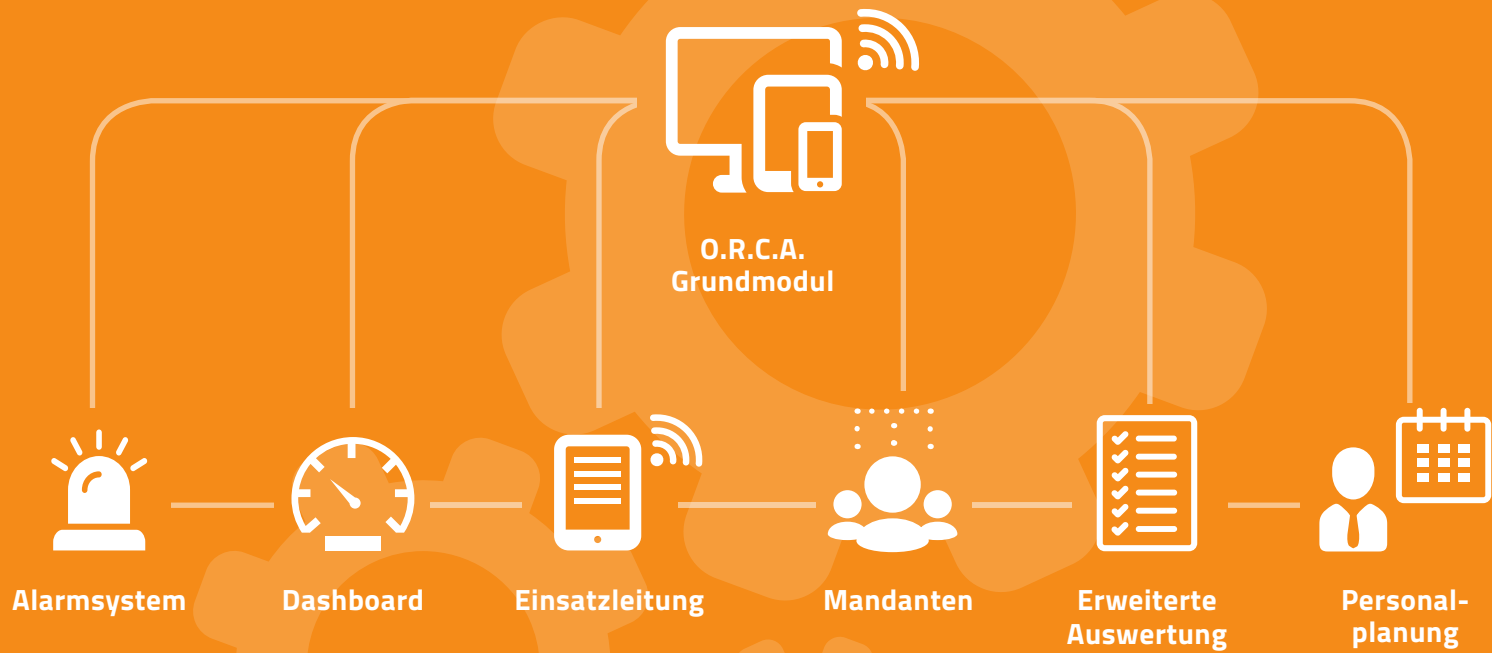 O.R.C.A.
Grundmodul
Alarmsystem
Dashboard
Einsatzleitung
Mandanten
Erweiterte
Auswertung
Personal-
planung